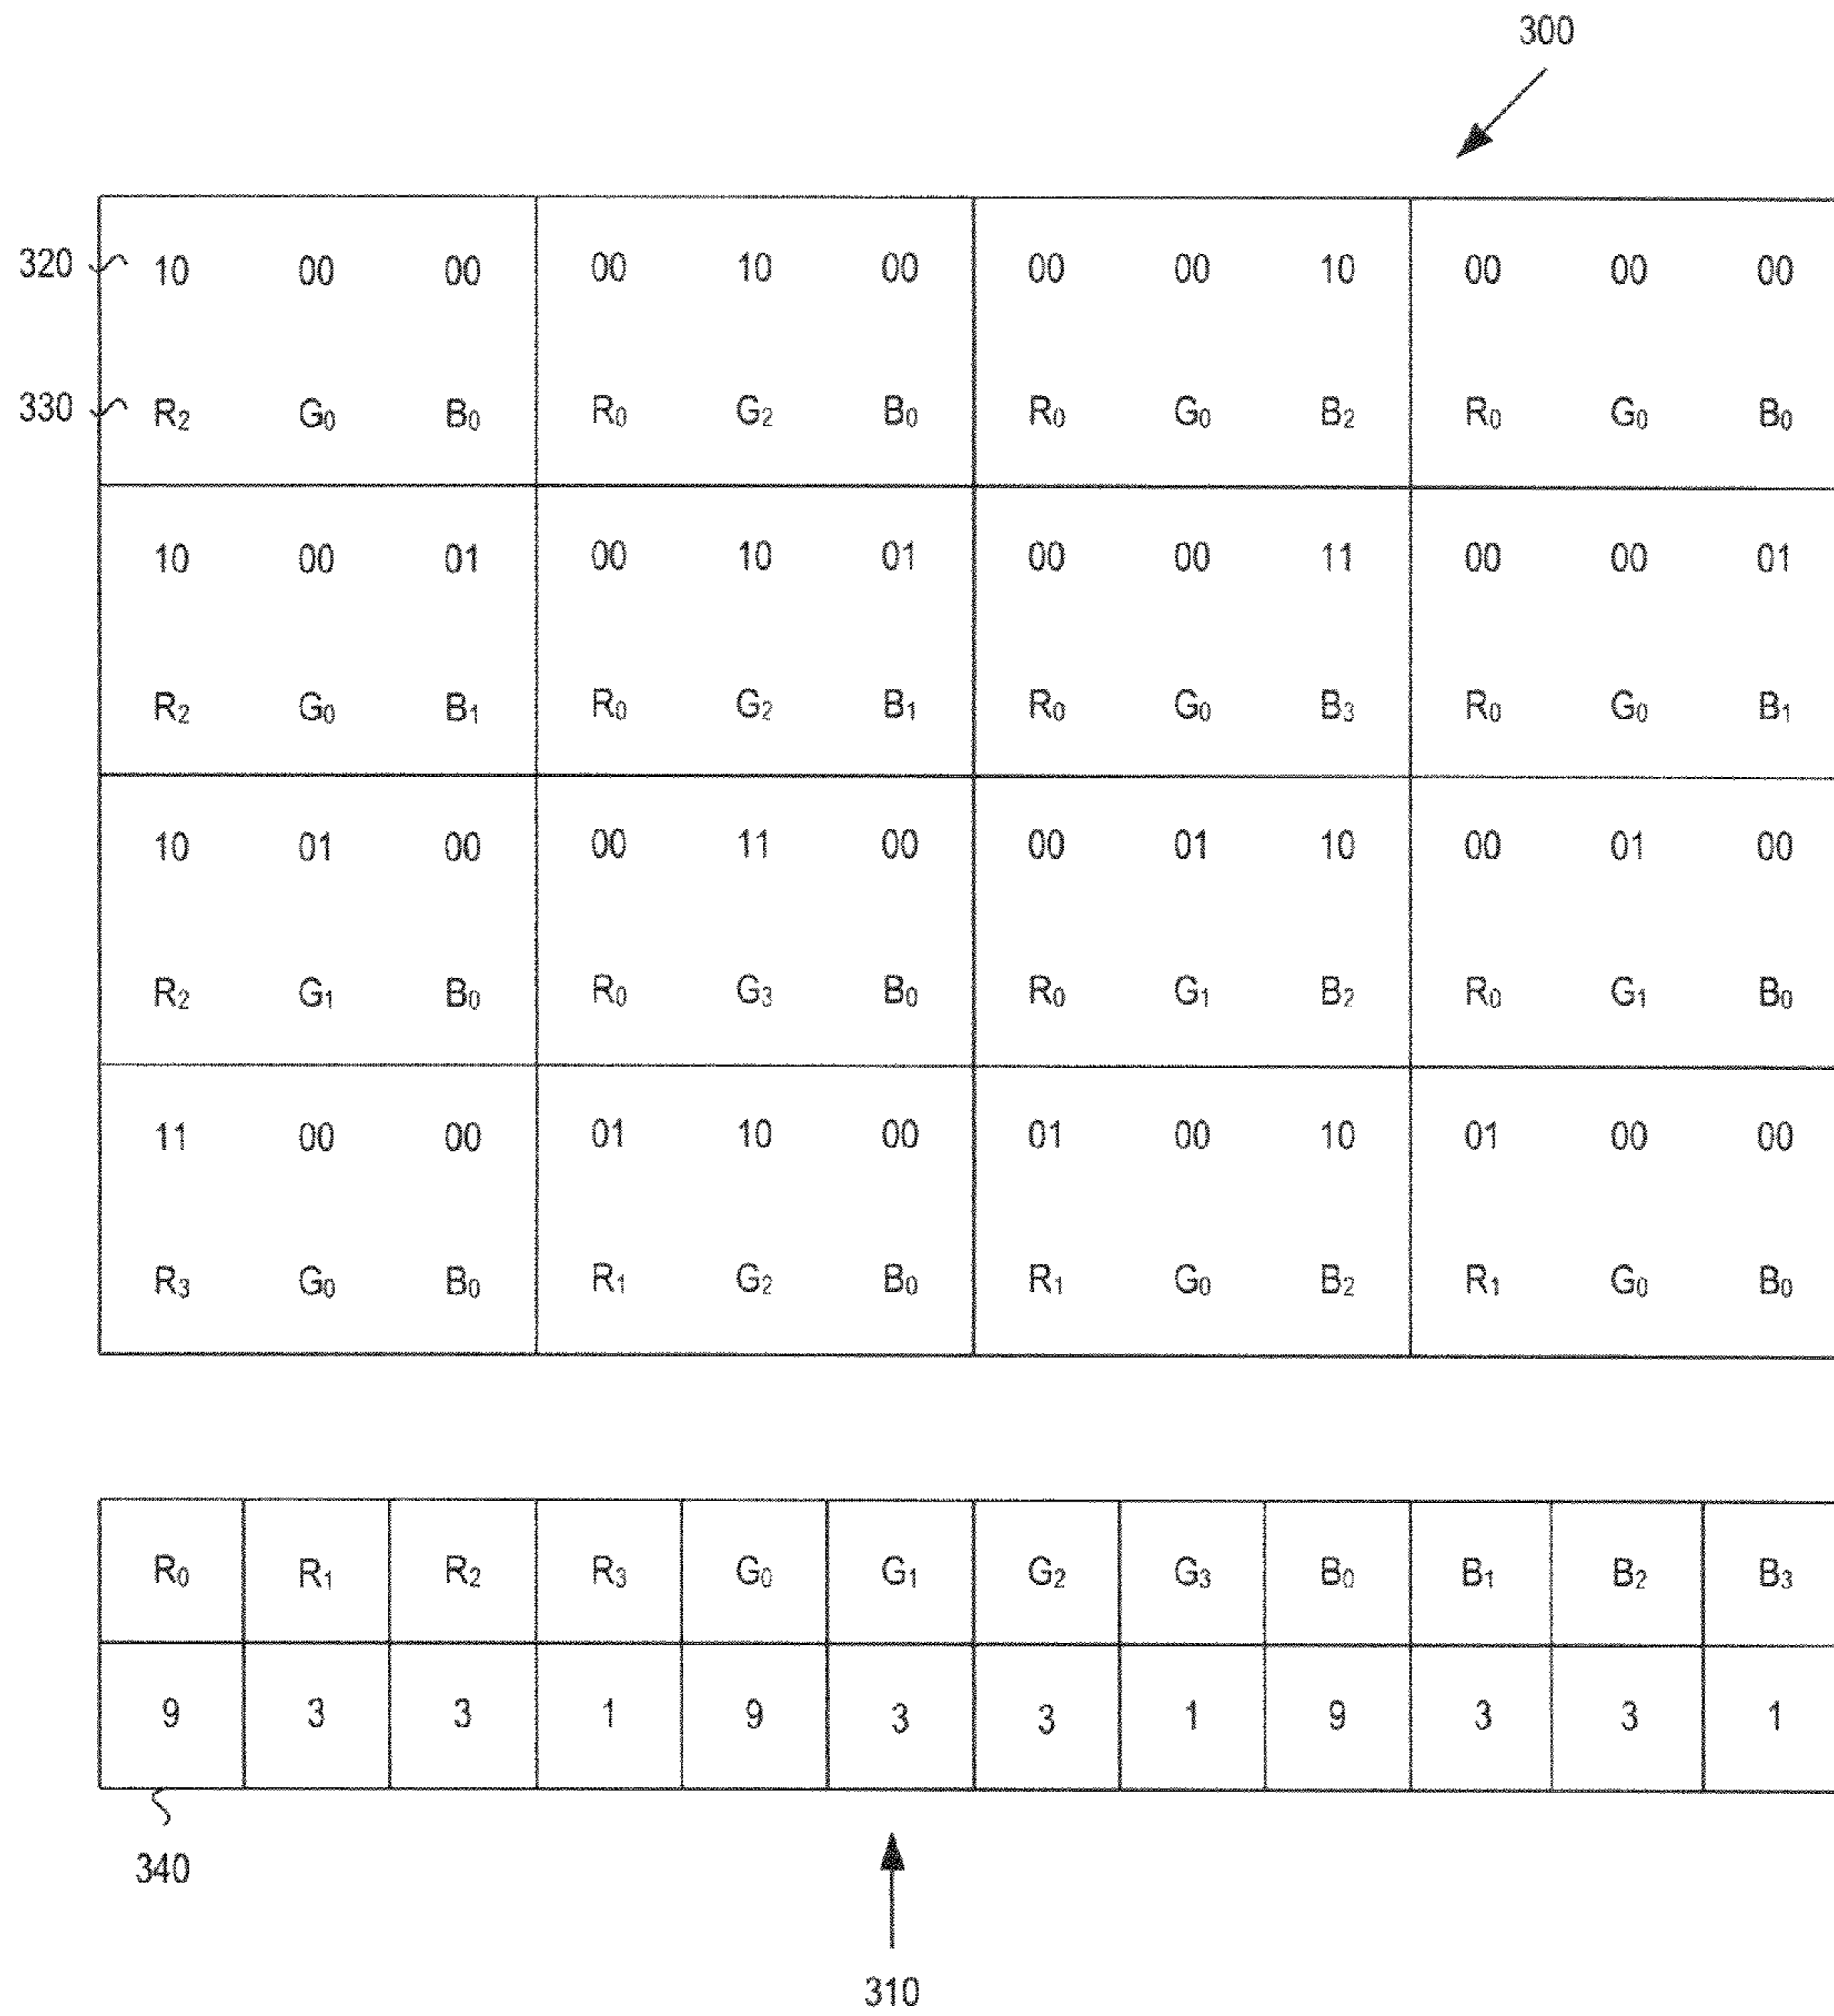 300
320 10 00 00 00 10 00 00 00 10 00 00 00
330 R₂ G₀ B₀ R₀ G₂ B₀ R₀ G₀ B₂ R₀ G₀ B₀
10 00 01 00 10 01 00 00 11 00 00 01
R₂ G₀ B₁ R₀ G₂ B₁ R₀ G₀ B₃ R₀ G₀ B₁
10 01 00 00 11 00 00 01 10 00 01 00
R₂ G₁ B₀ R₀ G₃ B₀ R₀ G₁ B₂ R₀ G₁ B₀
11 00 00 01 10 00 01 00 10 01 00 00
R₃ G₀ B₀ R₁ G₂ B₀ R₁ G₀ B₂ R₁ G₀ B₀
R₀ R₁ R₂ R₃ G₀ G₁ G₂ G₃ B₀ B₁ B₂ B₃
9 3 3 1 9 3 3 1 9 3 3 1
340
310